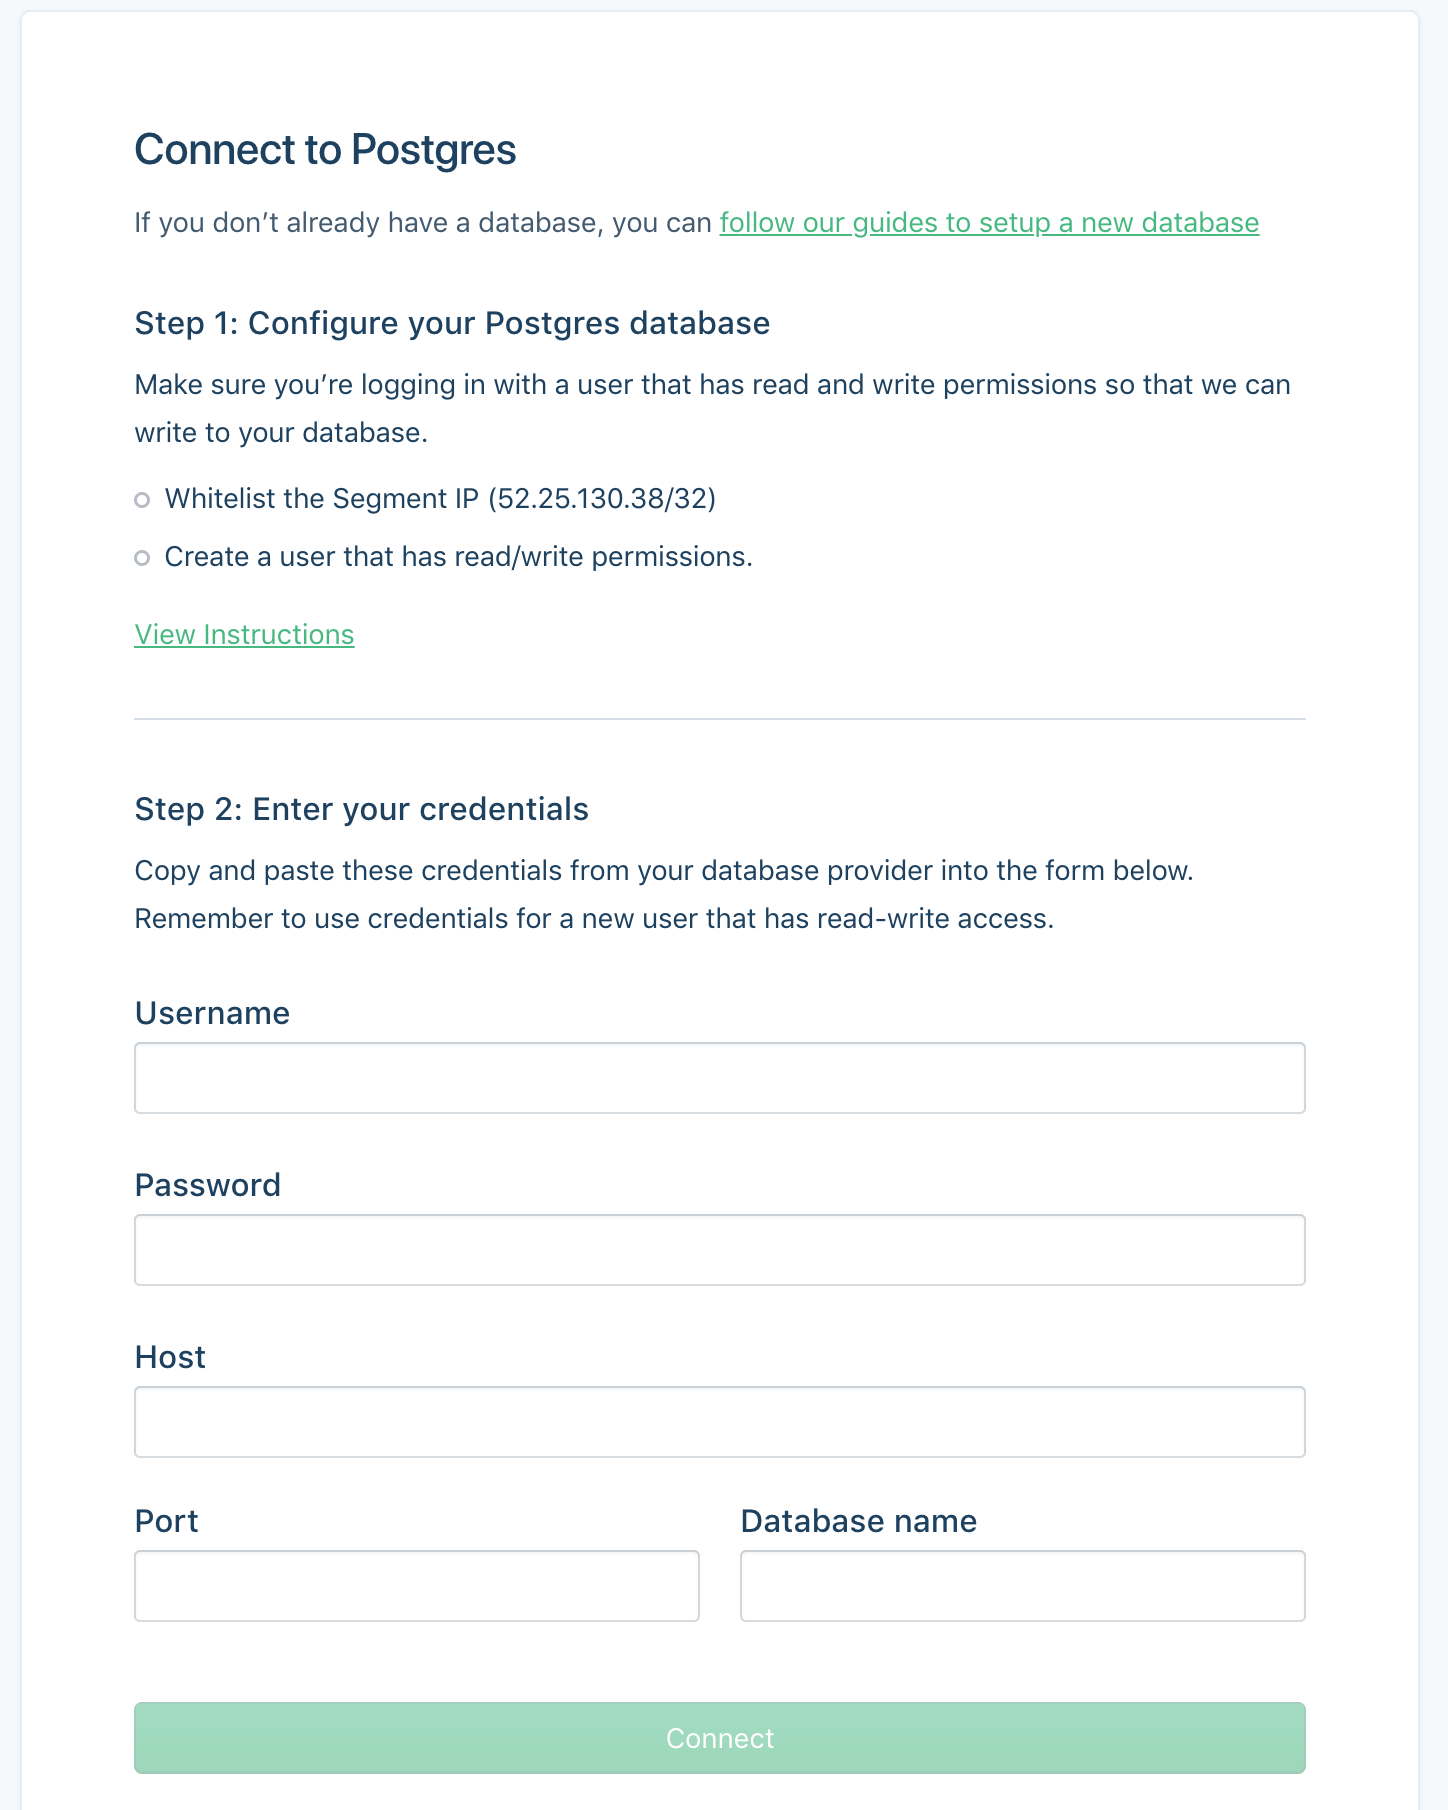 Connect to Postgres
If you don’t already have a database, you can follow our guides to setup a new database
Step 1: Configure your Postgres database
Make sure you’re logging in with a user that has read and write permissions so that we can
write to your database.
Whitelist the Segment IP (52.25.130.38/32)
Create a user that has read/write permissions.
View Instructions
Step 2: Enter your credentials
Copy and paste these credentials from your database provider into the form below.
Remember to use credentials for a new user that has read-write access.
Username
Password
Host
Port
Database name
Connect